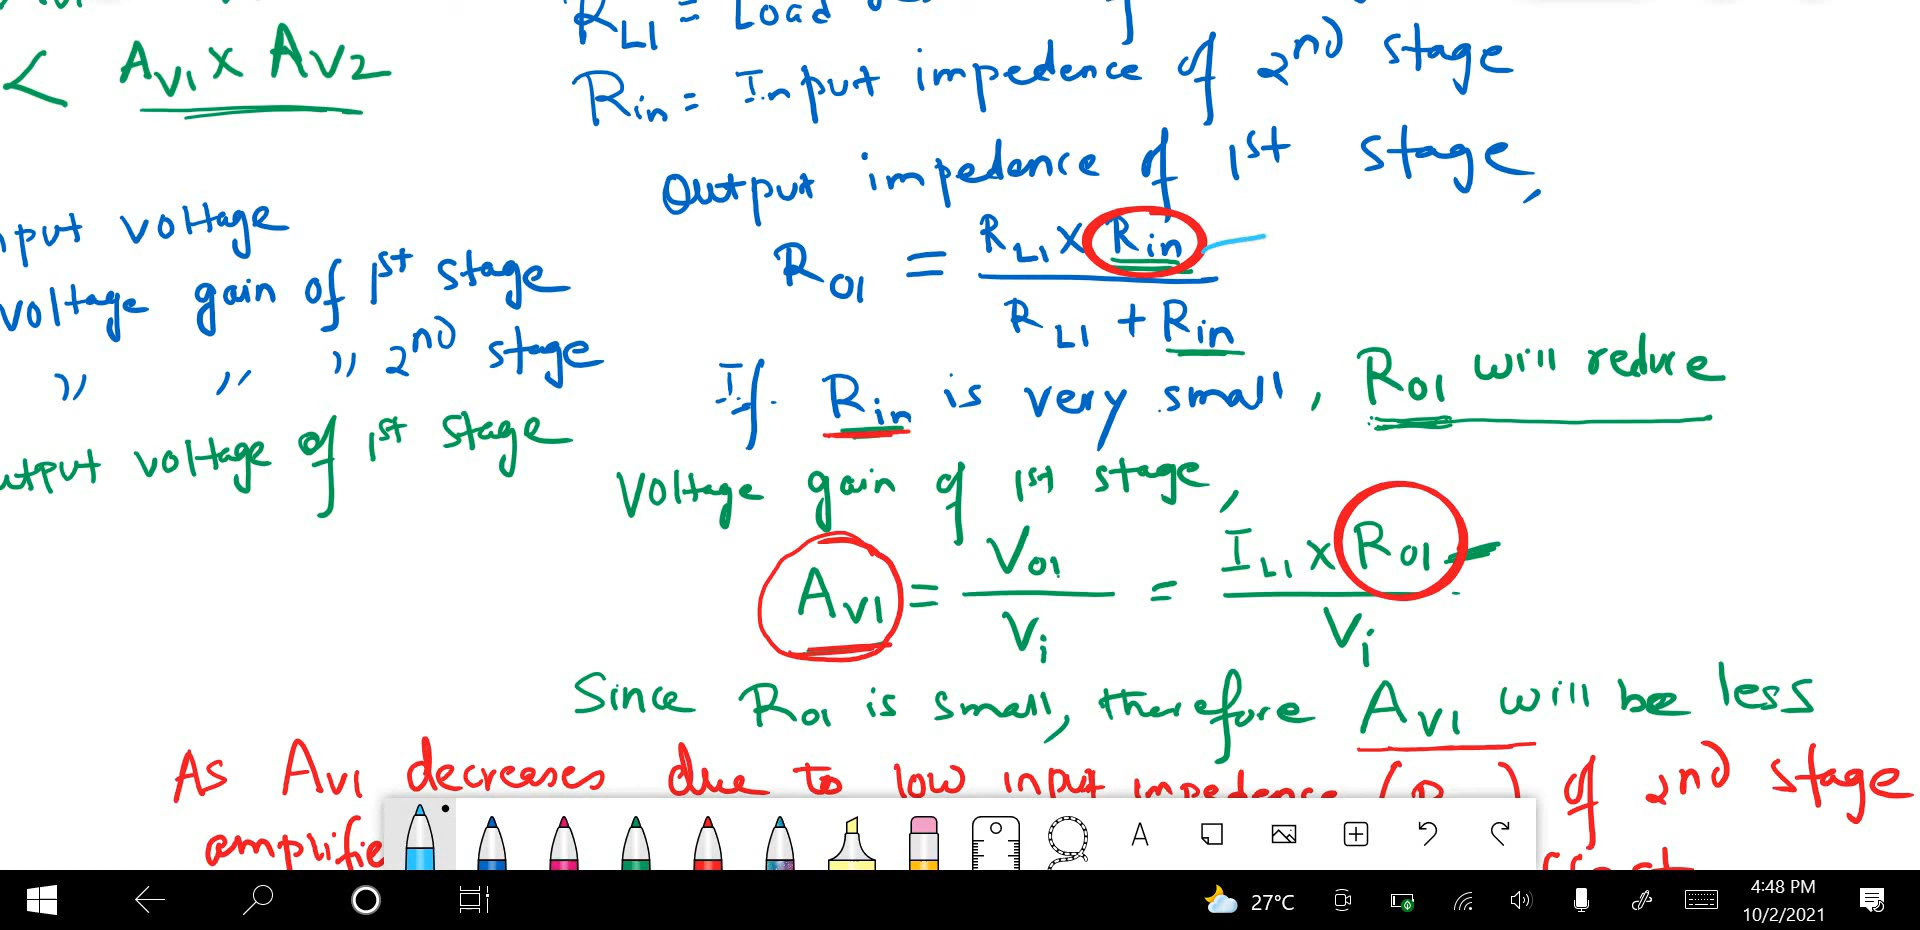 < Av1 x Av2
RL1 = Load
Rin = Input impedence of 2nd stage
Output impedence of 1st stage,
Ro1 = RL1 x Rin
RL1 + Rin
If Rin is very small, Ro1 will reduce
nput voltage
voltage gain of 1st stage
" " " 2nd stage
utput voltage of 1st stage
Voltage gain of 1st stage,
Av1 = Vo1 / Vi = IL1 x Ro1 / Vi
Since Ro1 is small, therefore Av1 will be less
As Av1 decreases due to low input impedence ( ) of 2nd stage
amplifie
A
27°C
4:48 PM
10/2/2021